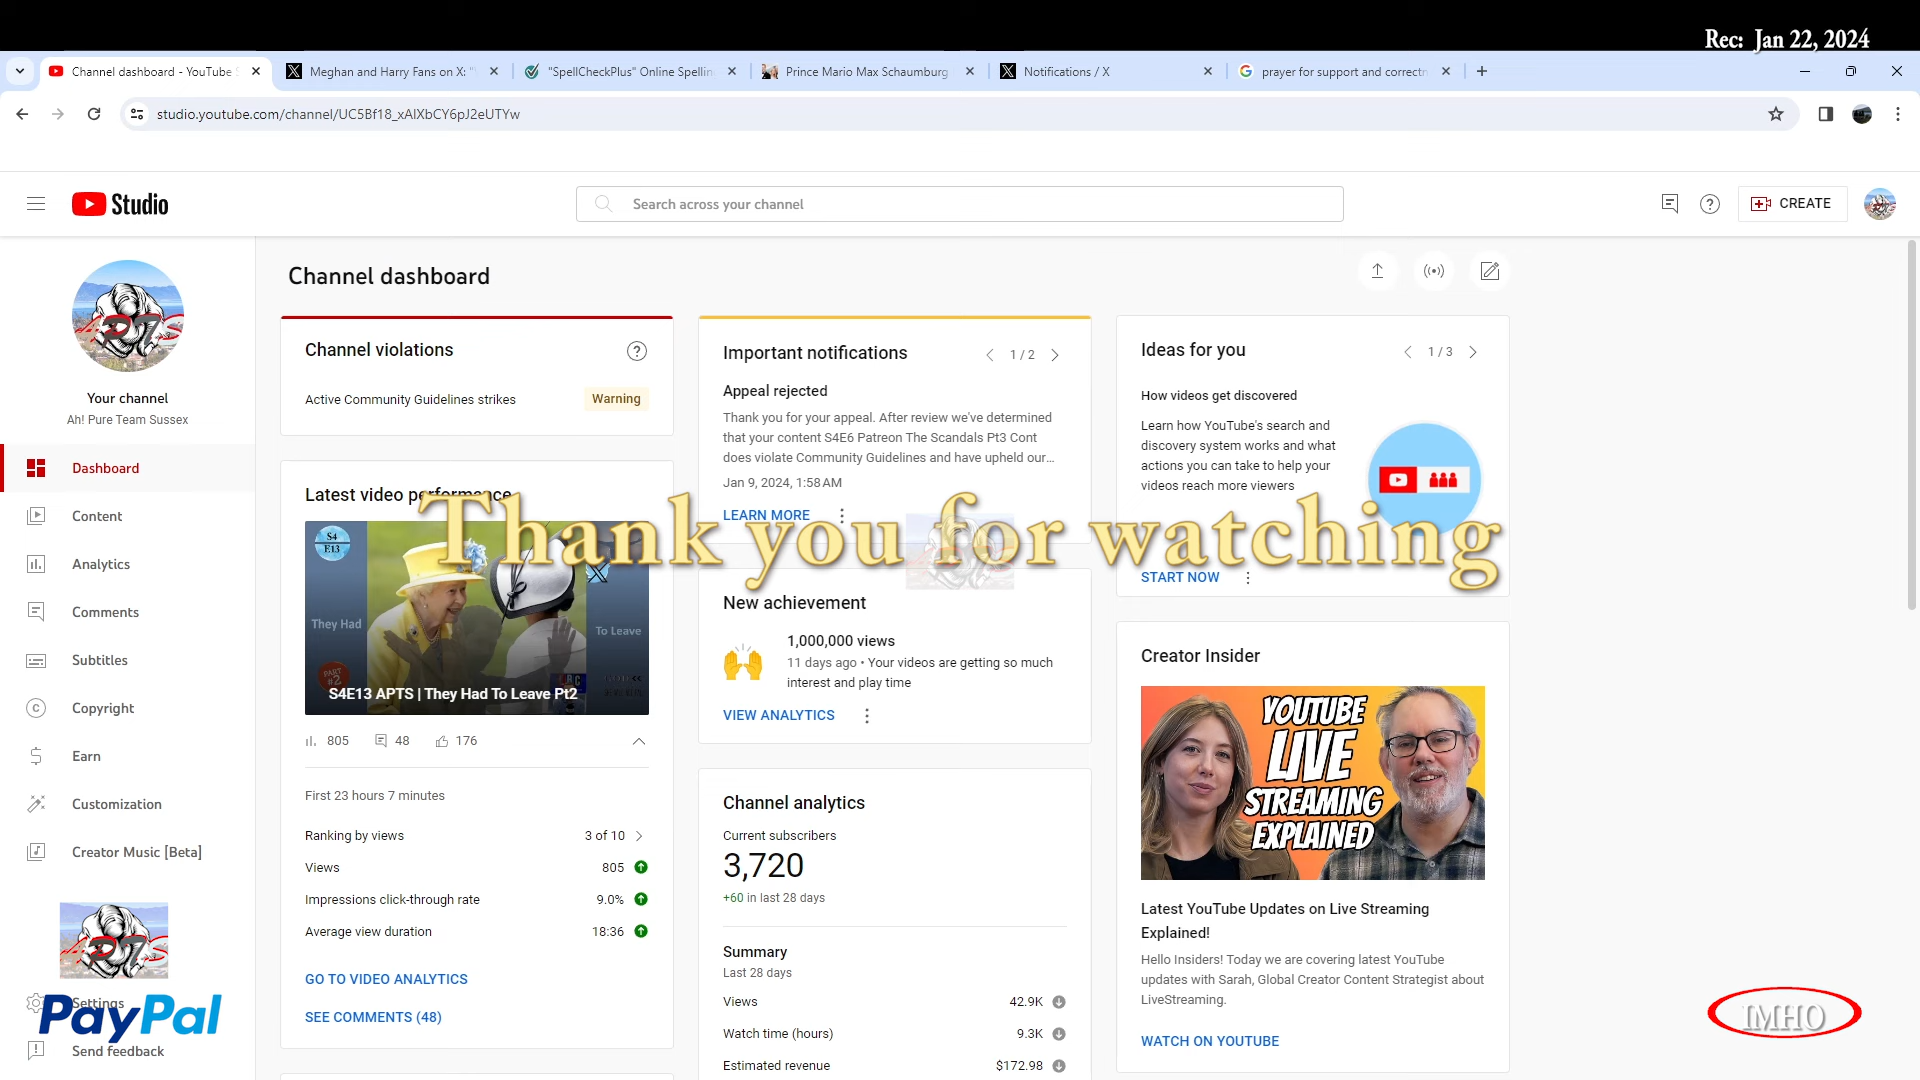 Rec: Jan 22, 2024
Channel dashboard - YouTube S
Meghan and Harry Fans on X: "
"SpellCheckPlus" Online Spellin
Prince Mario Max Schaumburg
Notifications / X
prayer for support and correctn
studio.youtube.com/channel/UC5Bf18_xAIXbCY6pJ2eUTYw
Studio
Search across your channel
CREATE
Your channel
Ah! Pure Team Sussex
Dashboard
Content
Analytics
Comments
Subtitles
Copyright
Earn
Customization
Creator Music [Beta]
Settings
PayPal
Send feedback
Channel dashboard
Channel violations
Active Community Guidelines strikes
Warning
Latest video performance
S4
E13
They Had
To Leave
PART
#2
LBC
S4E13 APTS | They Had To Leave Pt2
805
48
176
First 23 hours 7 minutes
Ranking by views
3 of 10
Views
805
Impressions click-through rate
9.0%
Average view duration
18:36
GO TO VIDEO ANALYTICS
SEE COMMENTS (48)
Important notifications
1 / 2
Appeal rejected
Thank you for your appeal. After review we've determined
that your content S4E6 Patreon The Scandals Pt3 Cont
does violate Community Guidelines and have upheld our...
Jan 9, 2024, 1:58 AM
LEARN MORE
Thank you for watching
New achievement
1,000,000 views
11 days ago • Your videos are getting so much
interest and play time
VIEW ANALYTICS
Channel analytics
Current subscribers
3,720
+60 in last 28 days
Summary
Last 28 days
Views
42.9K
Watch time (hours)
9.3K
Estimated revenue
$172.98
Ideas for you
1 / 3
How videos get discovered
Learn how YouTube's search and
discovery system works and what
actions you can take to help your
videos reach more viewers
START NOW
Creator Insider
YOUTUBE
LIVE
STREAMING
EXPLAINED
Latest YouTube Updates on Live Streaming
Explained!
Hello Insiders! Today we are covering latest YouTube
updates with Sarah, Global Creator Content Strategist about
LiveStreaming.
WATCH ON YOUTUBE
IMHO